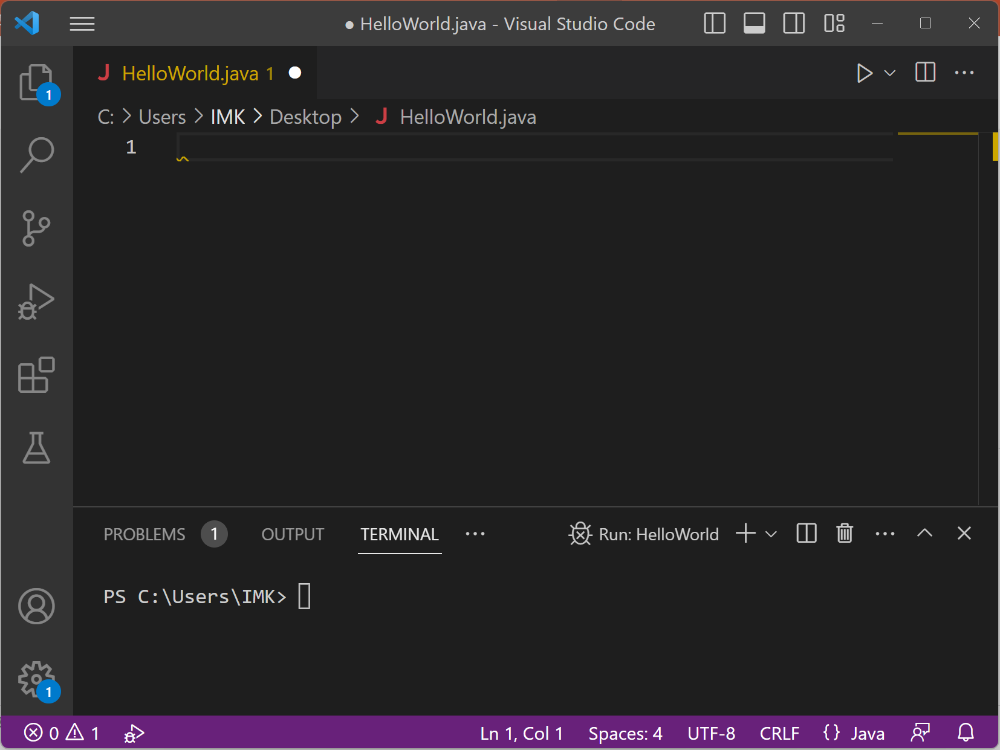 ● HelloWorld.java - Visual Studio Code
J HelloWorld.java 1
1
C: > Users > IMK > Desktop > J HelloWorld.java
1
PROBLEMS 1 OUTPUT TERMINAL ··· Run: HelloWorld
PS C:\Users\IMK>
1
0 1 Ln 1, Col 1 Spaces: 4 UTF-8 CRLF {} Java